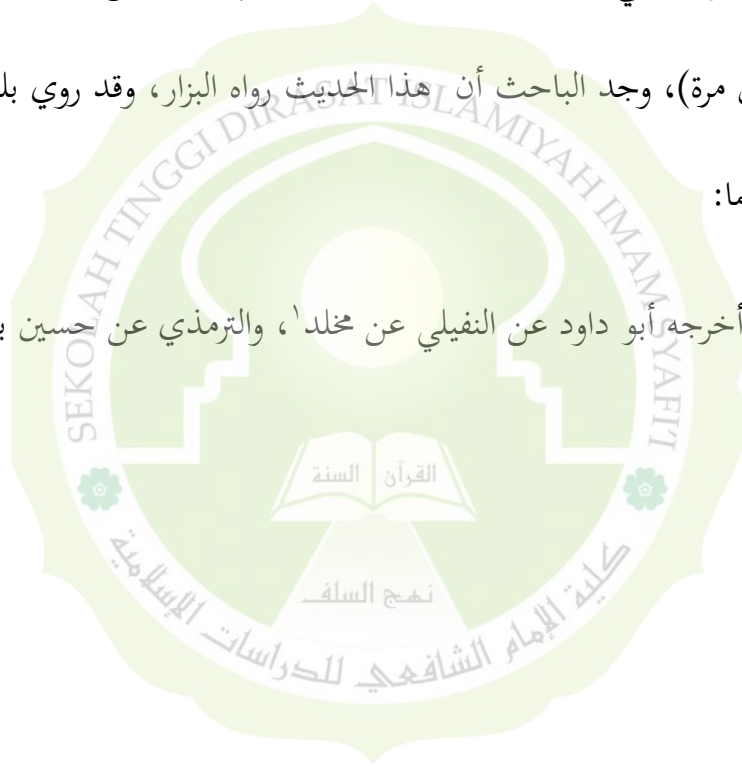 مرة)، وجد الباحث أن هذا الحديث رواه البزار، وقد روي
ما:
أخرجه أبو داود عن النفيلي عن مخلد١، والترمذي عن حسين
SEKOLAH TINGGI DIRASAT ISLAMIYAH IMAM SYAFI'I
القرآن السنة
نهج السلف
كلية الإمام الشافعي للدراسات الإسلامية